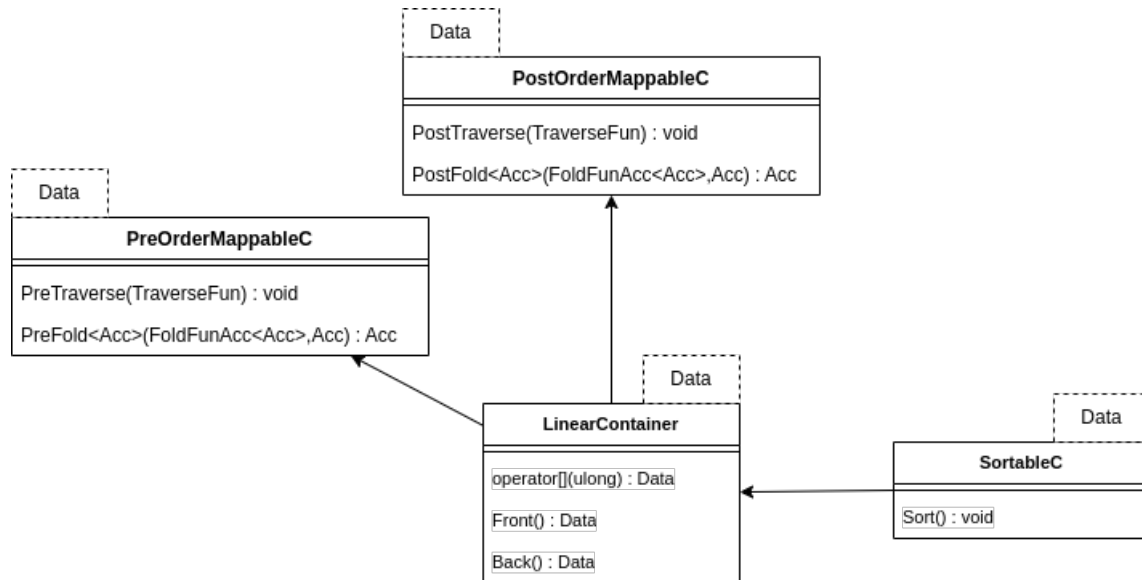 Data
PostOrderMappableC
PostTraverse(TraverseFun) : void
PostFold<Acc>(FoldFunAcc<Acc>,Acc) : Acc
Data
PreOrderMappableC
PreTraverse(TraverseFun) : void
PreFold<Acc>(FoldFunAcc<Acc>,Acc) : Acc
Data
LinearContainer
operator[](ulong) : Data
Front() : Data
Back() : Data
Data
SortableC
Sort() : void